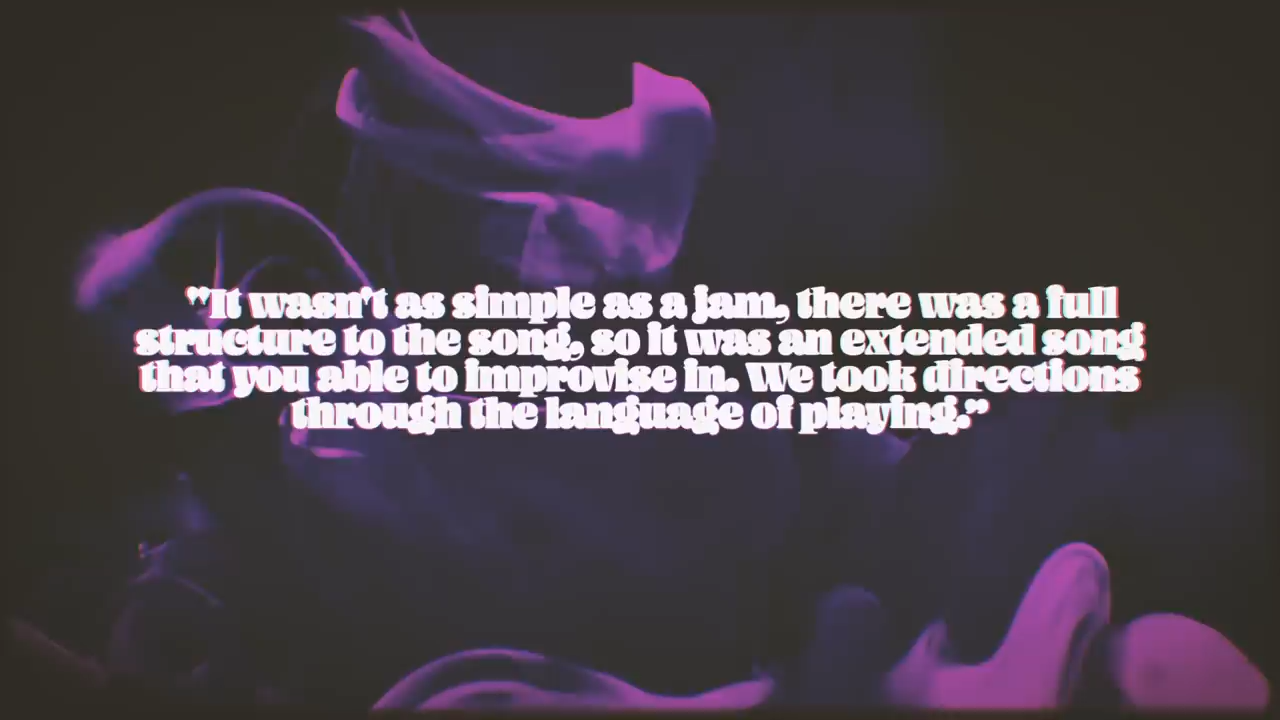 "It wasn't as simple as a jam, there was a full
structure to the song, so it was an extended song
that you able to improvise in. We took directions
through the language of playing.”